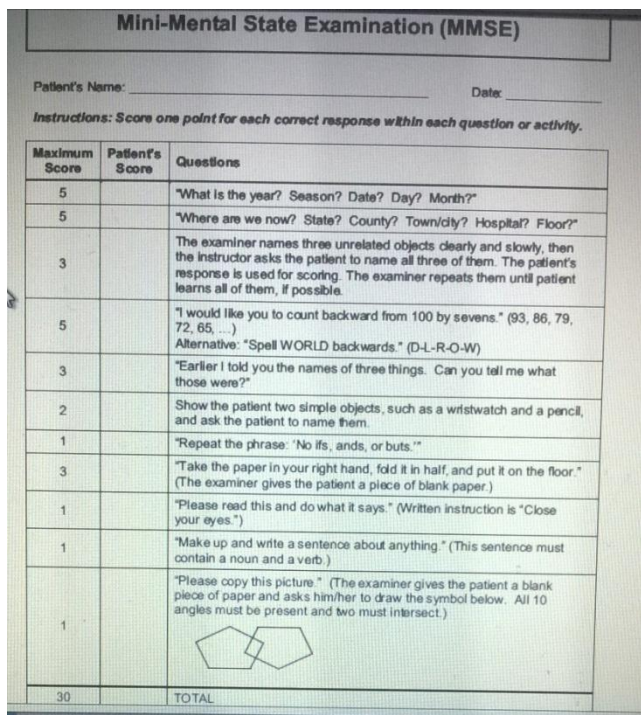 Mini-Mental State Examination (MMSE)
Patient's Name: Date:
Instructions: Score one point for each correct response within each question or activity.
Maximum Score Patient's Score Questions
5 "What is the year? Season? Date? Day? Month?"
5 "Where are we now? State? County? Town/city? Hospital? Floor?"
The examiner names three unrelated objects clearly and slowly, then
the instructor asks the patient to name all three of them. The patient's
3 response is used for scoring. The examiner repeats them until patient
learns all of them, if possible.
"I would like you to count backward from 100 by sevens." (93, 86, 79,
5 72, 65, ...)
Alternative: "Spell WORLD backwards." (D-L-R-O-W)
3 "Earlier I told you the names of three things. Can you tell me what
those were?"
2 Show the patient two simple objects, such as a wristwatch and a pencil,
and ask the patient to name them.
1 "Repeat the phrase: 'No ifs, ands, or buts.'"
3 "Take the paper in your right hand, fold it in half, and put it on the floor."
(The examiner gives the patient a piece of blank paper.)
1 "Please read this and do what it says." (Written instruction is "Close
your eyes.")
1 "Make up and write a sentence about anything." (This sentence must
contain a noun and a verb.)
"Please copy this picture." (The examiner gives the patient a blank
piece of paper and asks him/her to draw the symbol below. All 10
angles must be present and two must intersect.)
1
30 TOTAL